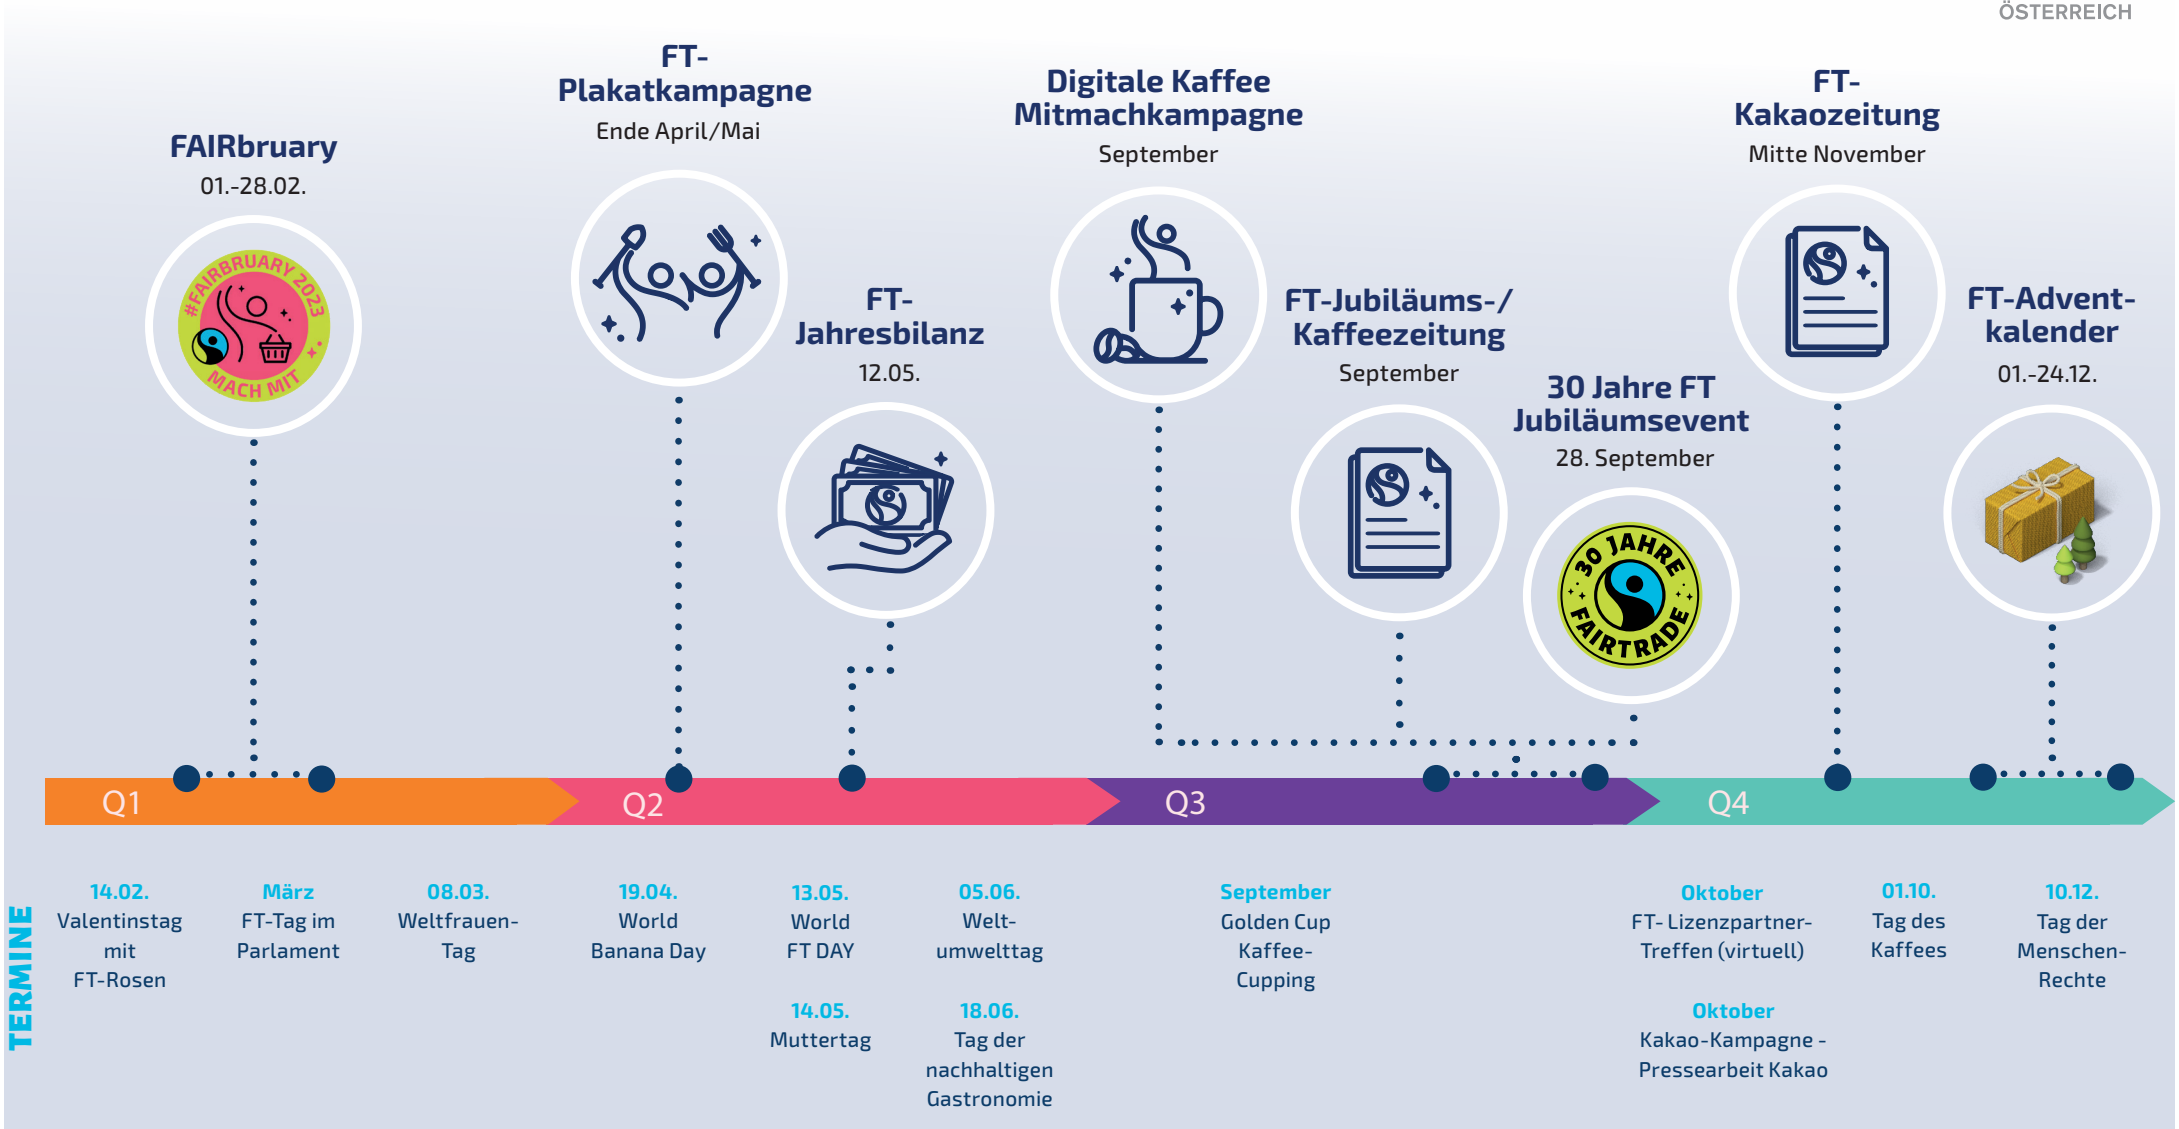 ÖSTERREICH
FAIRbruary
01.-28.02.
#FAIRBRUARY 2023
MACH MIT
FT-
Plakatkampagne
Ende April/Mai
FT-
Jahresbilanz
12.05.
Digitale Kaffee
Mitmachkampagne
September
FT-Jubiläums-/
Kaffeezeitung
September
30 Jahre FT
Jubiläumsevent
28. September
30 JAHRE
FAIRTRADE
FT-
Kakaozeitung
Mitte November
FT-Advent-
kalender
01.-24.12.
Q1
Q2
Q3
Q4
TERMINE
14.02.
Valentinstag
mit
FT-Rosen
März
FT-Tag im
Parlament
08.03.
Weltfrauen-
Tag
19.04.
World
Banana Day
13.05.
World
FT DAY
14.05.
Muttertag
05.06.
Welt-
umwelttag
18.06.
Tag der
nachhaltigen
Gastronomie
September
Golden Cup
Kaffee-
Cupping
Oktober
FT- Lizenzpartner-
Treffen (virtuell)
Oktober
Kakao-Kampagne -
Pressearbeit Kakao
01.10.
Tag des
Kaffees
10.12.
Tag der
Menschen-
Rechte